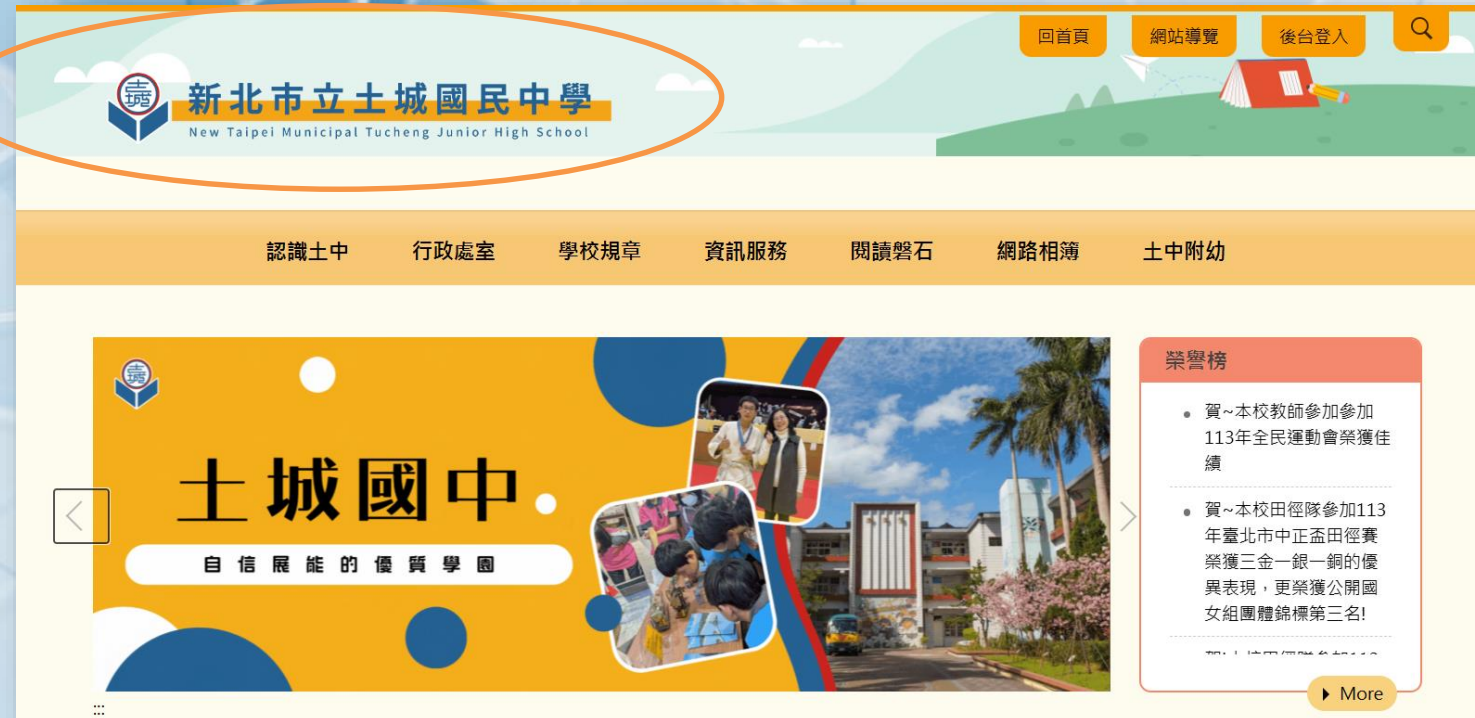 回首頁 網站導覽 後台登入
新北市立土城國民中學
New Taipei Municipal Tucheng Junior High School
認識土中 行政處室 學校規章 資訊服務 閱讀磐石 網路相簿 土中附幼
土城國中
自信展能的優質學園
榮譽榜
賀~本校教師參加參加
113年全民運動會榮獲佳
績
賀~本校田徑隊參加113
年臺北市中正盃田徑賽
榮獲三金一銀一銅的優
異表現，更榮獲公開國
女組團體錦標第三名!
More
:::